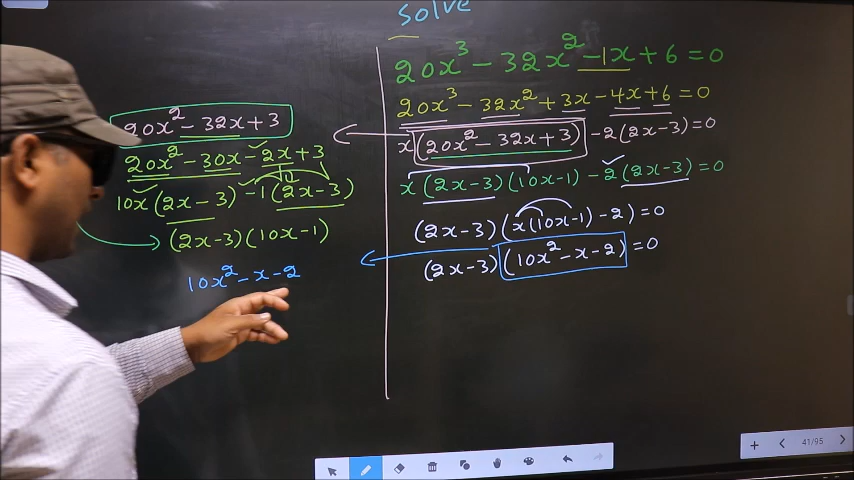 solve
20x³ - 32x² - 1x + 6 = 0
20x³ - 32x² + 3x - 4x + 6 = 0
x(20x² - 32x + 3) - 2(2x - 3) = 0
x(2x - 3)(10x - 1) - 2(2x - 3) = 0
(2x - 3)(x(10x - 1) - 2) = 0
(2x - 3)(10x² - x - 2) = 0
20x² - 32x + 3
20x² - 30x - 2x + 3
10x(2x - 3) - 1(2x - 3)
(2x - 3)(10x - 1)
10x² - x - 2
41/95